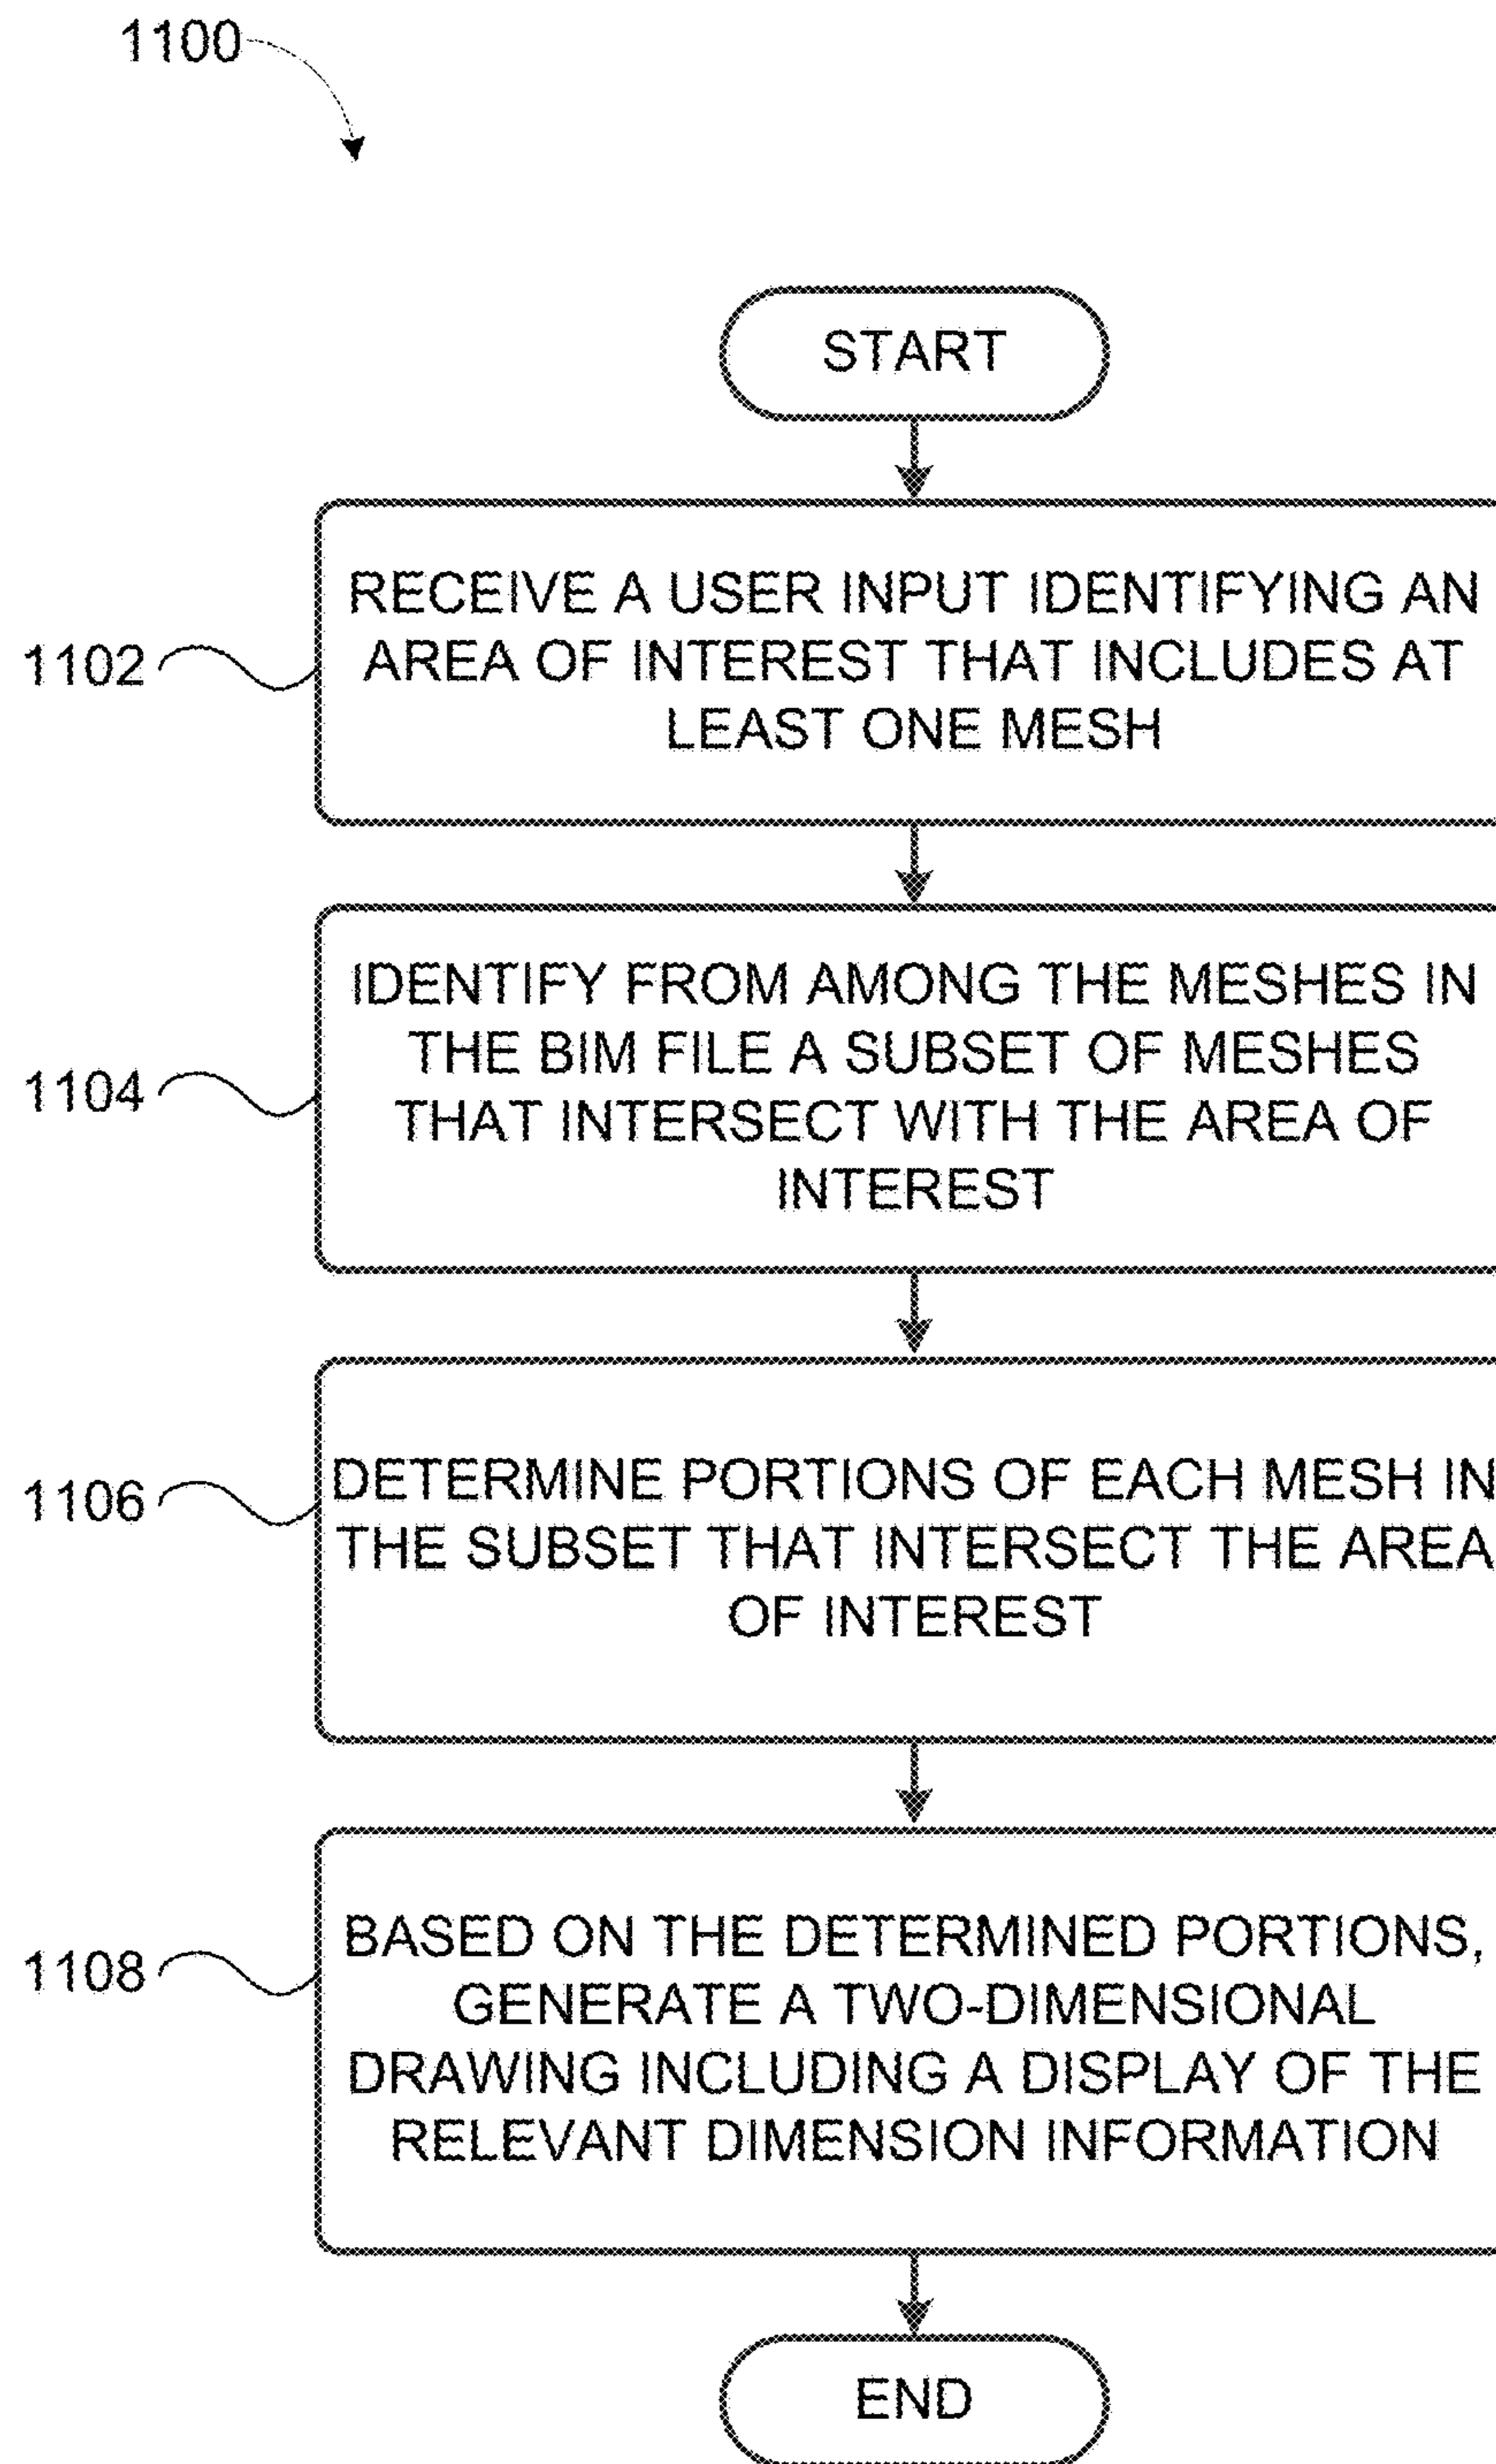 1100
START
1102
RECEIVE A USER INPUT IDENTIFYING AN
AREA OF INTEREST THAT INCLUDES AT
LEAST ONE MESH
1104
IDENTIFY FROM AMONG THE MESHES IN
THE BIM FILE A SUBSET OF MESHES
THAT INTERSECT WITH THE AREA OF
INTEREST
1106
DETERMINE PORTIONS OF EACH MESH IN
THE SUBSET THAT INTERSECT THE AREA
OF INTEREST
1108
BASED ON THE DETERMINED PORTIONS,
GENERATE A TWO-DIMENSIONAL
DRAWING INCLUDING A DISPLAY OF THE
RELEVANT DIMENSION INFORMATION
END